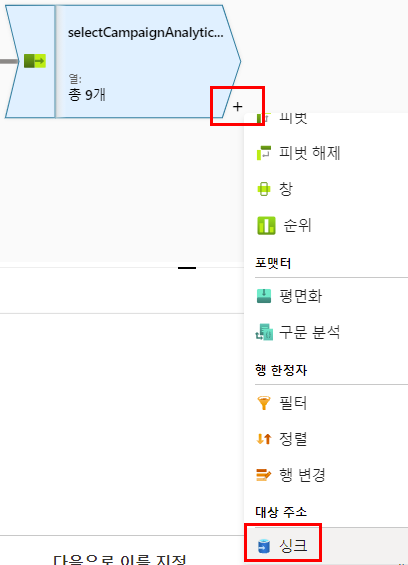 selectCampaignAnalytic...
열:
총 9개
+
피벗
피벗 해제
창
순위
포맷터
평면화
구문 분석
행 한정자
필터
정렬
행 변경
대상 주소
싱크
다음으로 이름 지정